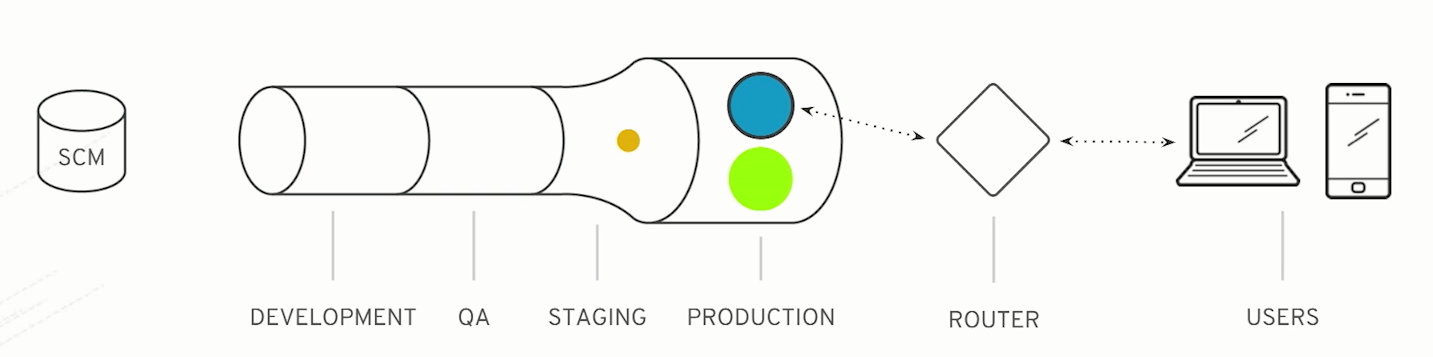 SCM
DEVELOPMENT
QA
STAGING
PRODUCTION
ROUTER
USERS